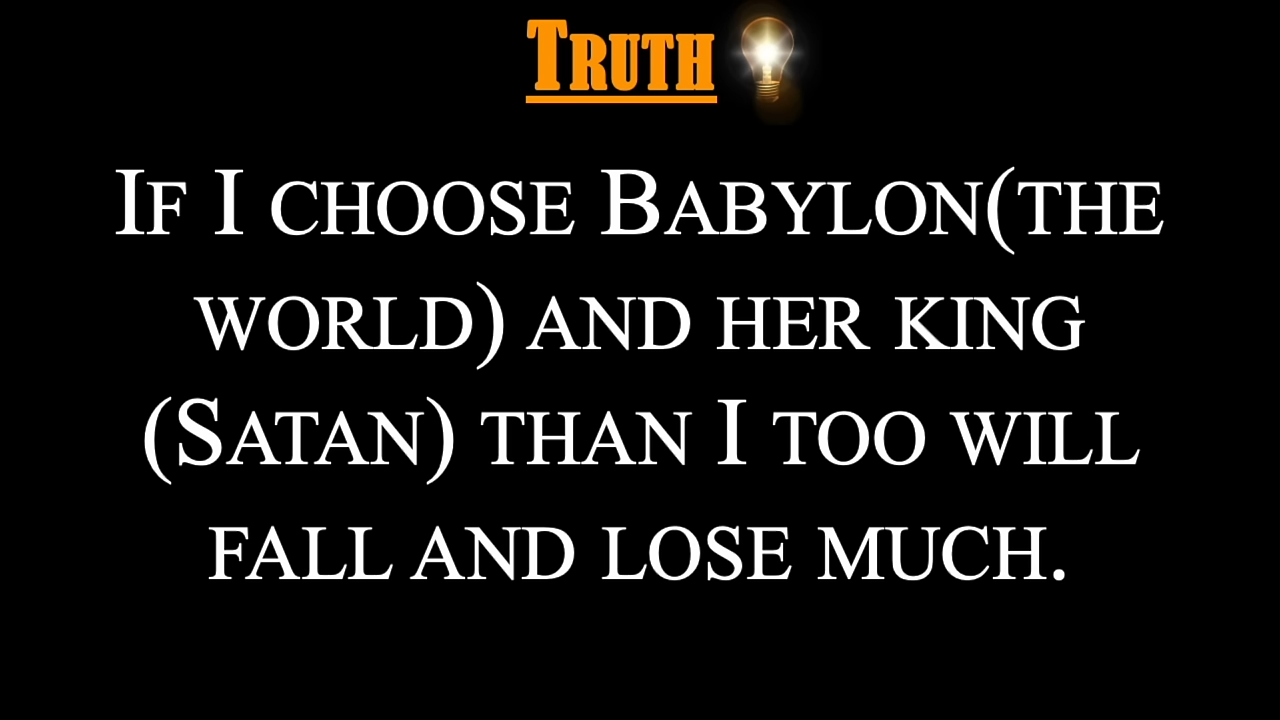 Truth
If I choose Babylon(the
world) and her king
(Satan) than I too will
fall and lose much.